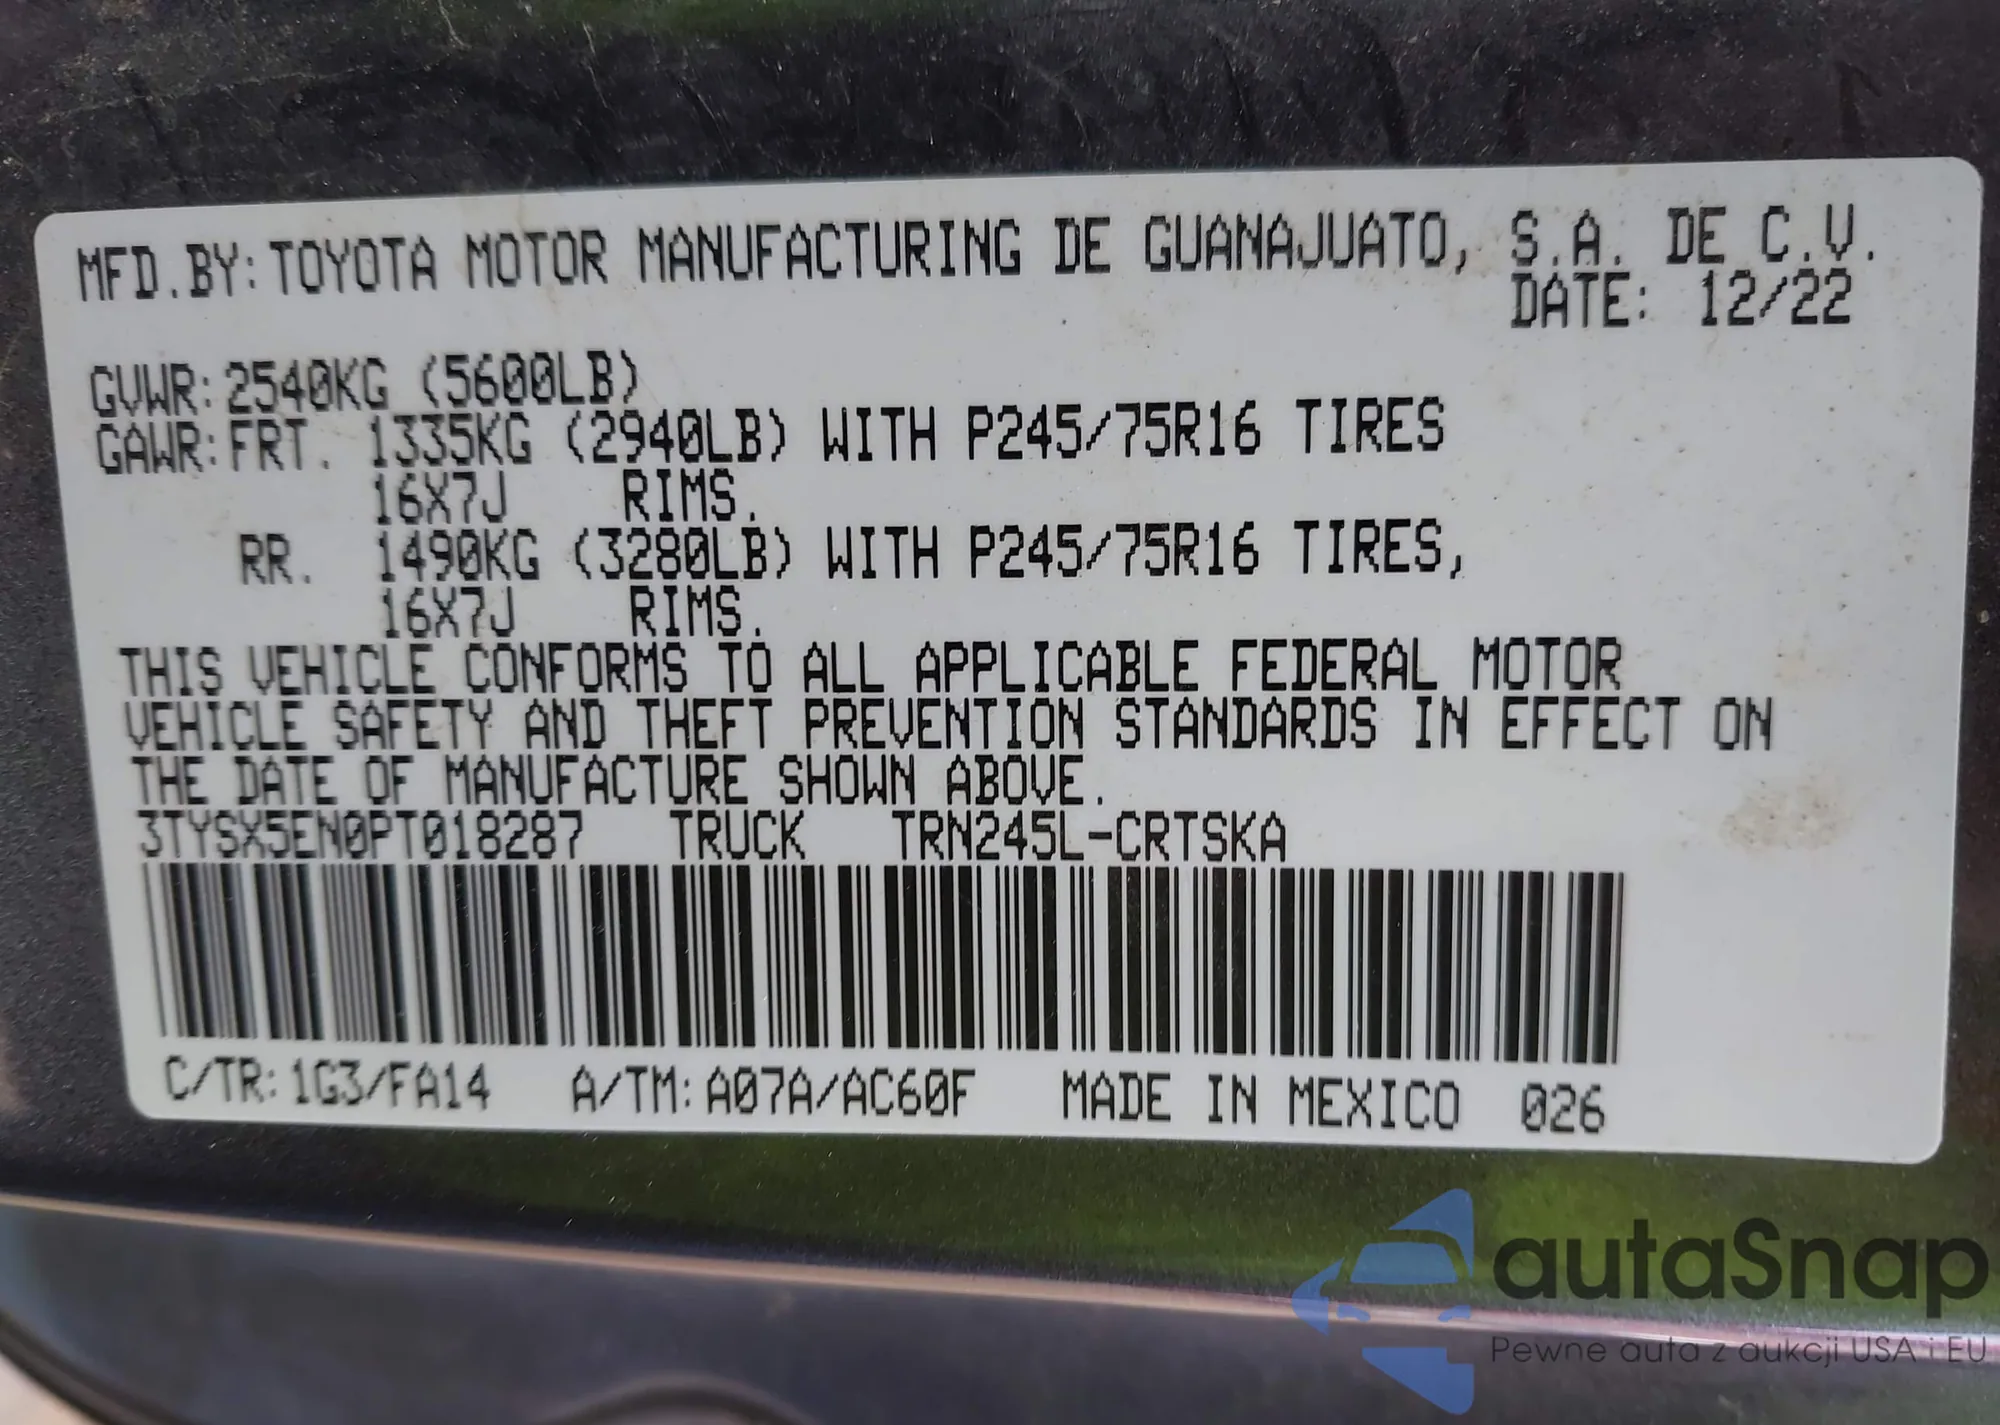 MFD.BY: TOYOTA MOTOR MANUFACTURING DE GUANAJUATO, S.A. DE C.V.
DATE: 12/22
GVWR: 2540KG (5600LB)
GAWR: FRT. 1335KG (2940LB) WITH P245/75R16 TIRES
16X7J RIMS.
RR. 1490KG (3280LB) WITH P245/75R16 TIRES,
16X7J RIMS.
THIS VEHICLE CONFORMS TO ALL APPLICABLE FEDERAL MOTOR
VEHICLE SAFETY AND THEFT PREVENTION STANDARDS IN EFFECT ON
THE DATE OF MANUFACTURE SHOWN ABOVE.
3TYSX5EN0PT018287 TRUCK TRN245L-CRTSKA
C/TR: 1G3/FA14 A/TM: A07A/AC60F MADE IN MEXICO 026
autaSnap
Pewne auta z aukcji USA i EU